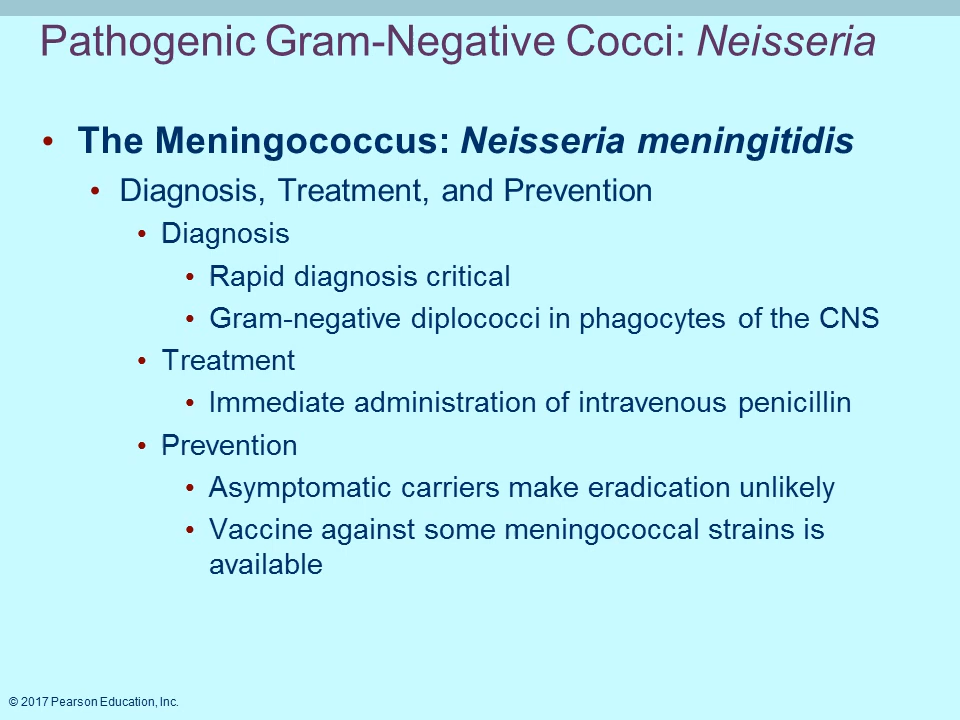 Pathogenic Gram-Negative Cocci: Neisseria
• The Meningococcus: Neisseria meningitidis
• Diagnosis, Treatment, and Prevention
• Diagnosis
• Rapid diagnosis critical
• Gram-negative diplococci in phagocytes of the CNS
• Treatment
• Immediate administration of intravenous penicillin
• Prevention
• Asymptomatic carriers make eradication unlikely
• Vaccine against some meningococcal strains is
available
© 2017 Pearson Education, Inc.